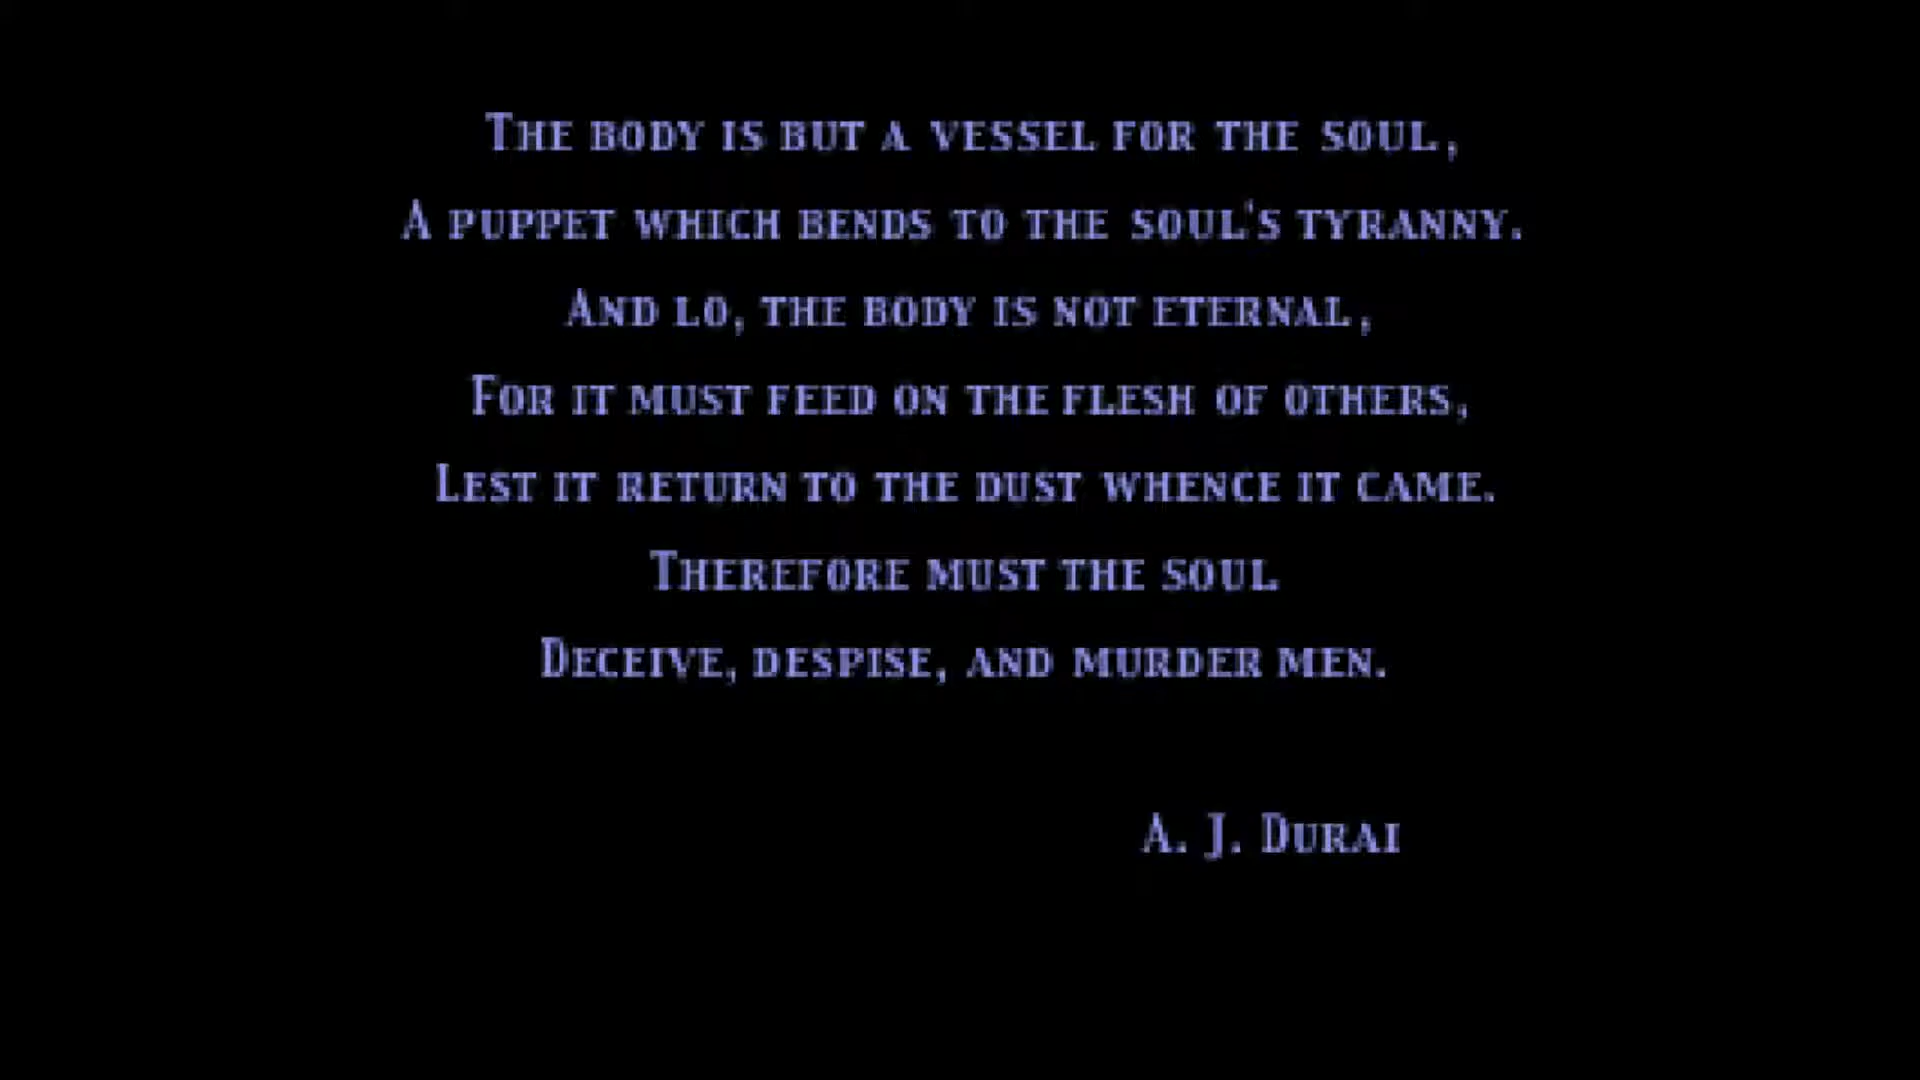 The body is but a vessel for the soul,
A puppet which bends to the soul's tyranny.
And lo, the body is not eternal,
For it must feed on the flesh of others,
Lest it return to the dust whence it came.
Therefore must the soul
Deceive, despise, and murder men.
A. J. Durai